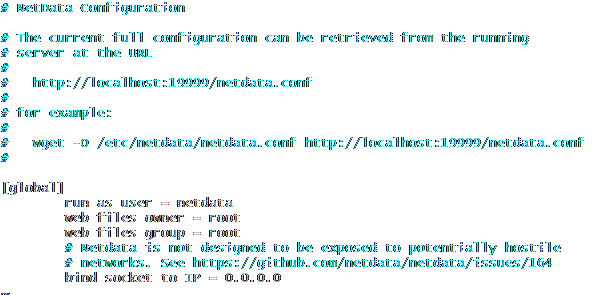 # NetData Configuration
# The current full configuration can be retrieved from the running
# server at the URL
#
#   http://localhost:19999/netdata.conf
#
# for example:
#
#   wget -O /etc/netdata/netdata.conf http://localhost:19999/netdata.conf
#
[global]
        run as user = netdata
        web files owner = root
        web files group = root
        # Netdata is not designed to be exposed to potentially hostile
        # networks. See https://github.com/netdata/netdata/issues/164
        bind socket to IP = 0.0.0.0
~